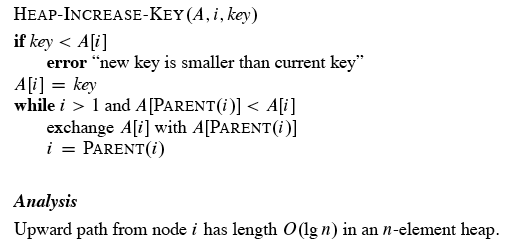 HEAP-INCREASE-KEY(A, i, key)
if key < A[i]
error “new key is smaller than current key”
A[i] = key
while i > 1 and A[PARENT(i)] < A[i]
exchange A[i] with A[PARENT(i)]
i = PARENT(i)
Analysis
Upward path from node i has length O(lg n) in an n-element heap.